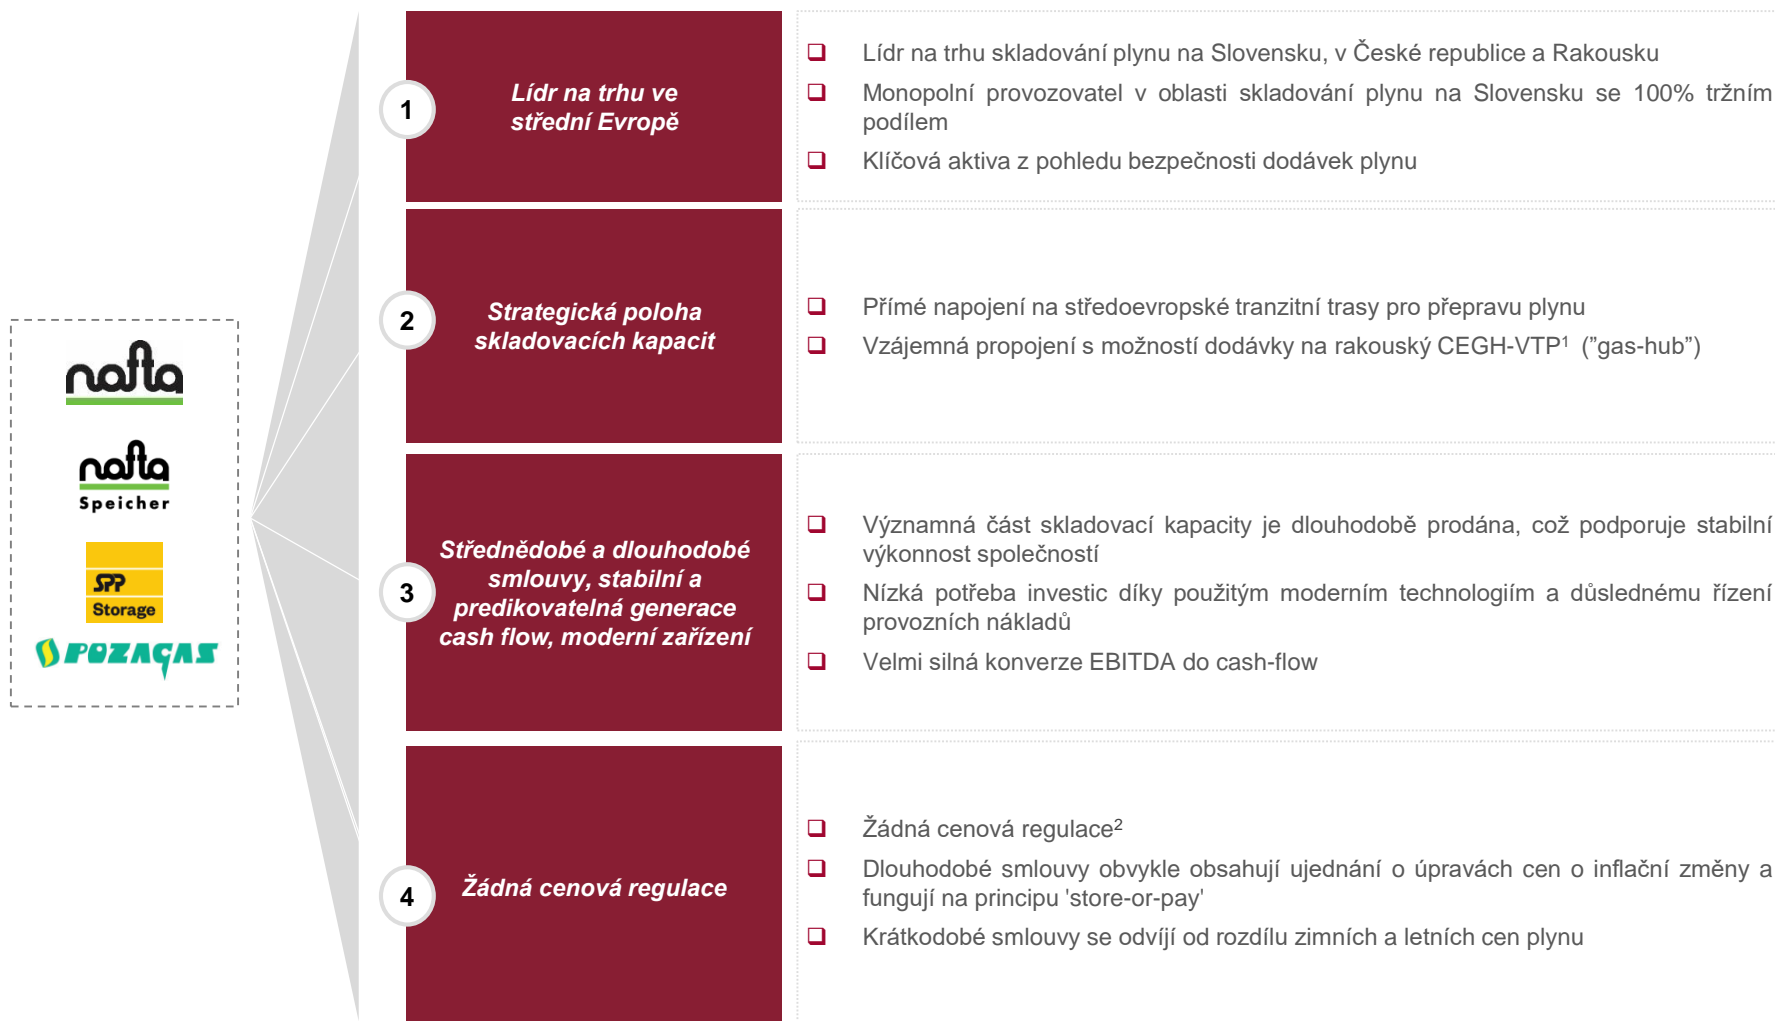 nafta
nafta
Speicher
SPP
Storage
POZAGAS
1
Lídr na trhu ve
střední Evropě
Lídr na trhu skladování plynu na Slovensku, v České republice a Rakousku
Monopolní provozovatel v oblasti skladování plynu na Slovensku se 100% tržním
podílem
Klíčová aktiva z pohledu bezpečnosti dodávek plynu
2
Strategická poloha
skladovacích kapacit
Přímé napojení na středoevropské tranzitní trasy pro přepravu plynu
Vzájemná propojení s možností dodávky na rakouský CEGH-VTP¹ (”gas-hub”)
3
Střednědobé a dlouhodobé
smlouvy, stabilní a
predikovatelná generace
cash flow, moderní zařízení
Významná část skladovací kapacity je dlouhodobě prodána, což podporuje stabilní
výkonnost společností
Nízká potřeba investic díky použitým moderním technologiím a důslednému řízení
provozních nákladů
Velmi silná konverze EBITDA do cash-flow
4
Žádná cenová regulace
Žádná cenová regulace²
Dlouhodobé smlouvy obvykle obsahují ujednání o úpravách cen o inflační změny a
fungují na principu 'store-or-pay'
Krátkodobé smlouvy se odvíjí od rozdílu zimních a letních cen plynu